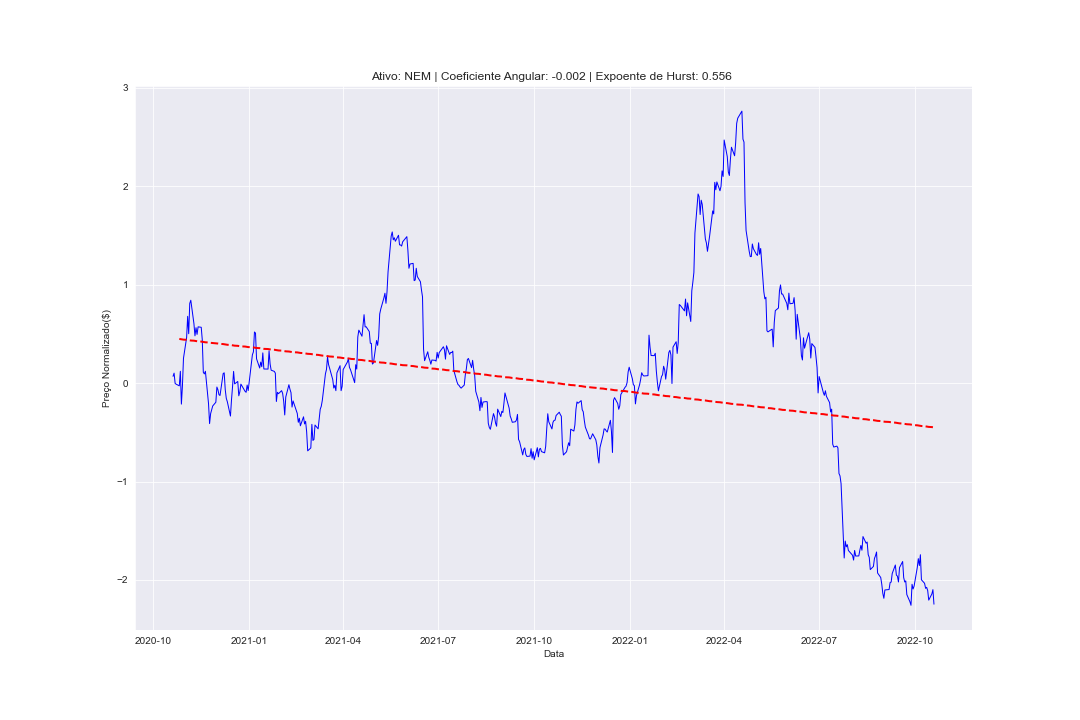 Ativo: NEM | Coeficiente Angular: -0.002 | Expoente de Hurst: 0.556
3
2
1
0
−1
−2
Preço Normalizado($)
2020-10 2021-01 2021-04 2021-07 2021-10 2022-01 2022-04 2022-07 2022-10
Data